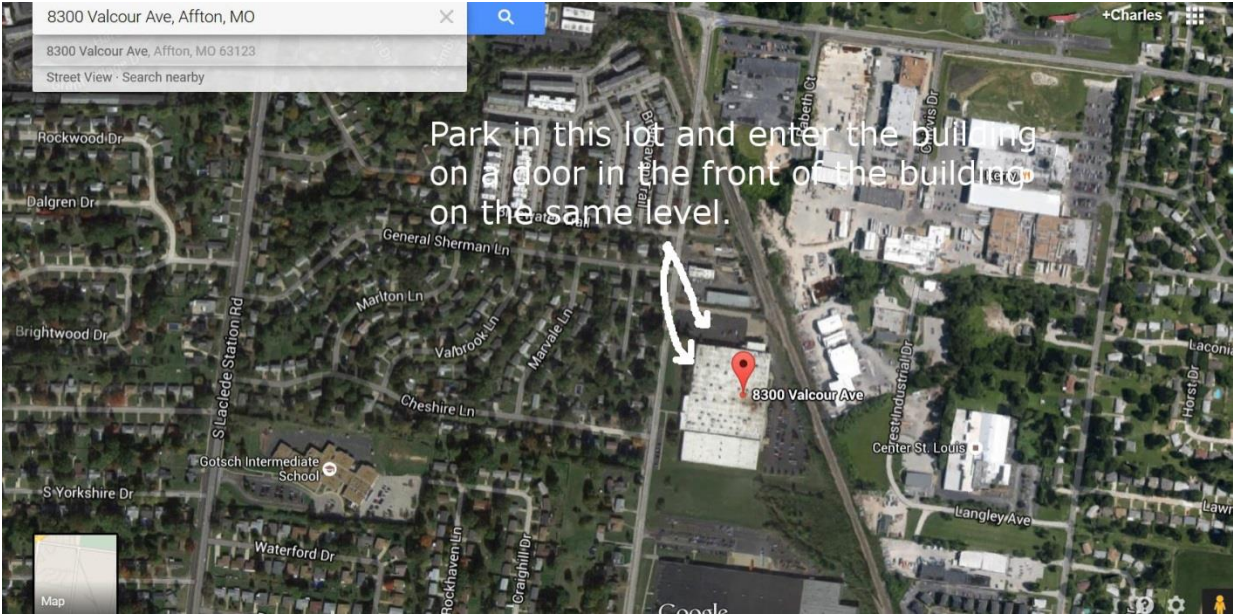 8300 Valcour Ave, Affton, MO
+Charles
8300 Valcour Ave, Affton, MO 63123
Street View · Search nearby
Park in this lot and enter the building
on a door in the front of the building
on the same level.
Rockwood Dr
Dalgren Dr
General Sherman Ln
Marlton Ln
Brightwood Dr
Valbrook Ln
Marvale Ln
S Laclede Station Rd
Cheshire Ln
8300 Valcour Ave
Horst Dr
Center St. Louis
Gotsch Intermediate
School
S Yorkshire Dr
Langley Ave
Waterford Dr
Rockhaven Ln
Craighill Dr
Map
Google